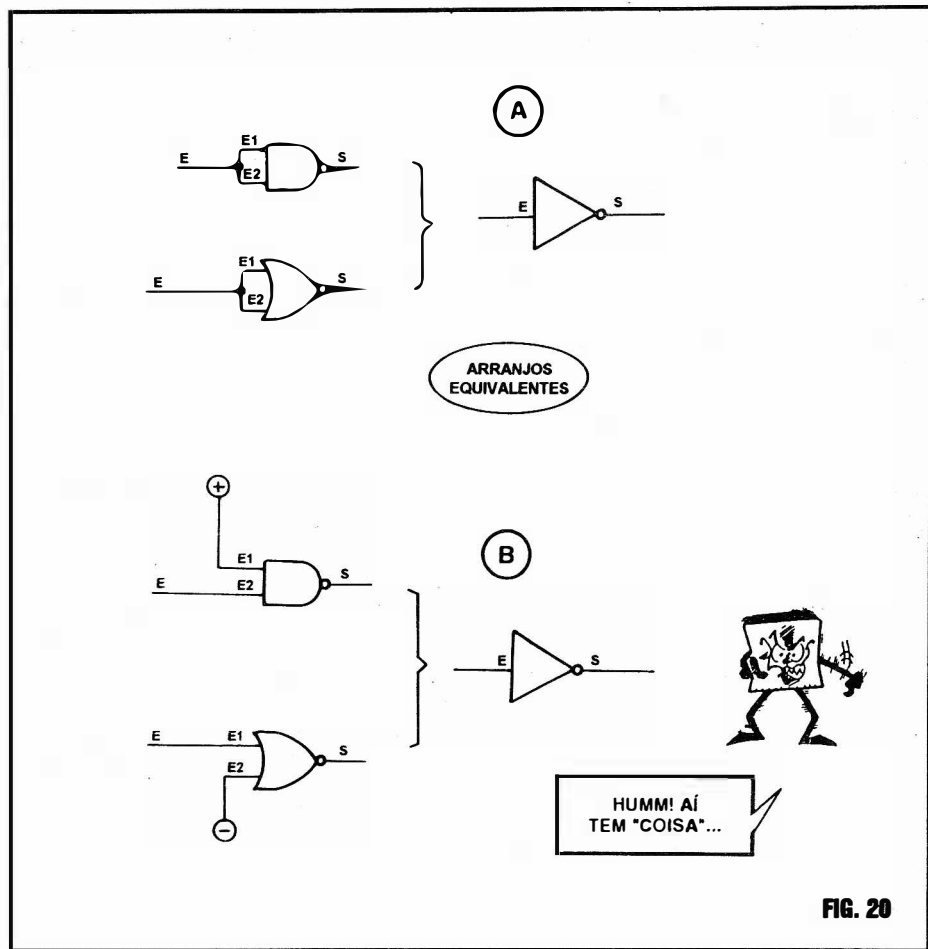 A
E
E1
E2
S
E
E1
E2
S
E
S
ARRANJOS
EQUIVALENTES
+
B
E1
E
E2
S
E
S
E
E1
S
E2
−
HUMM! AÍ
TEM "COISA"...
FIG. 20